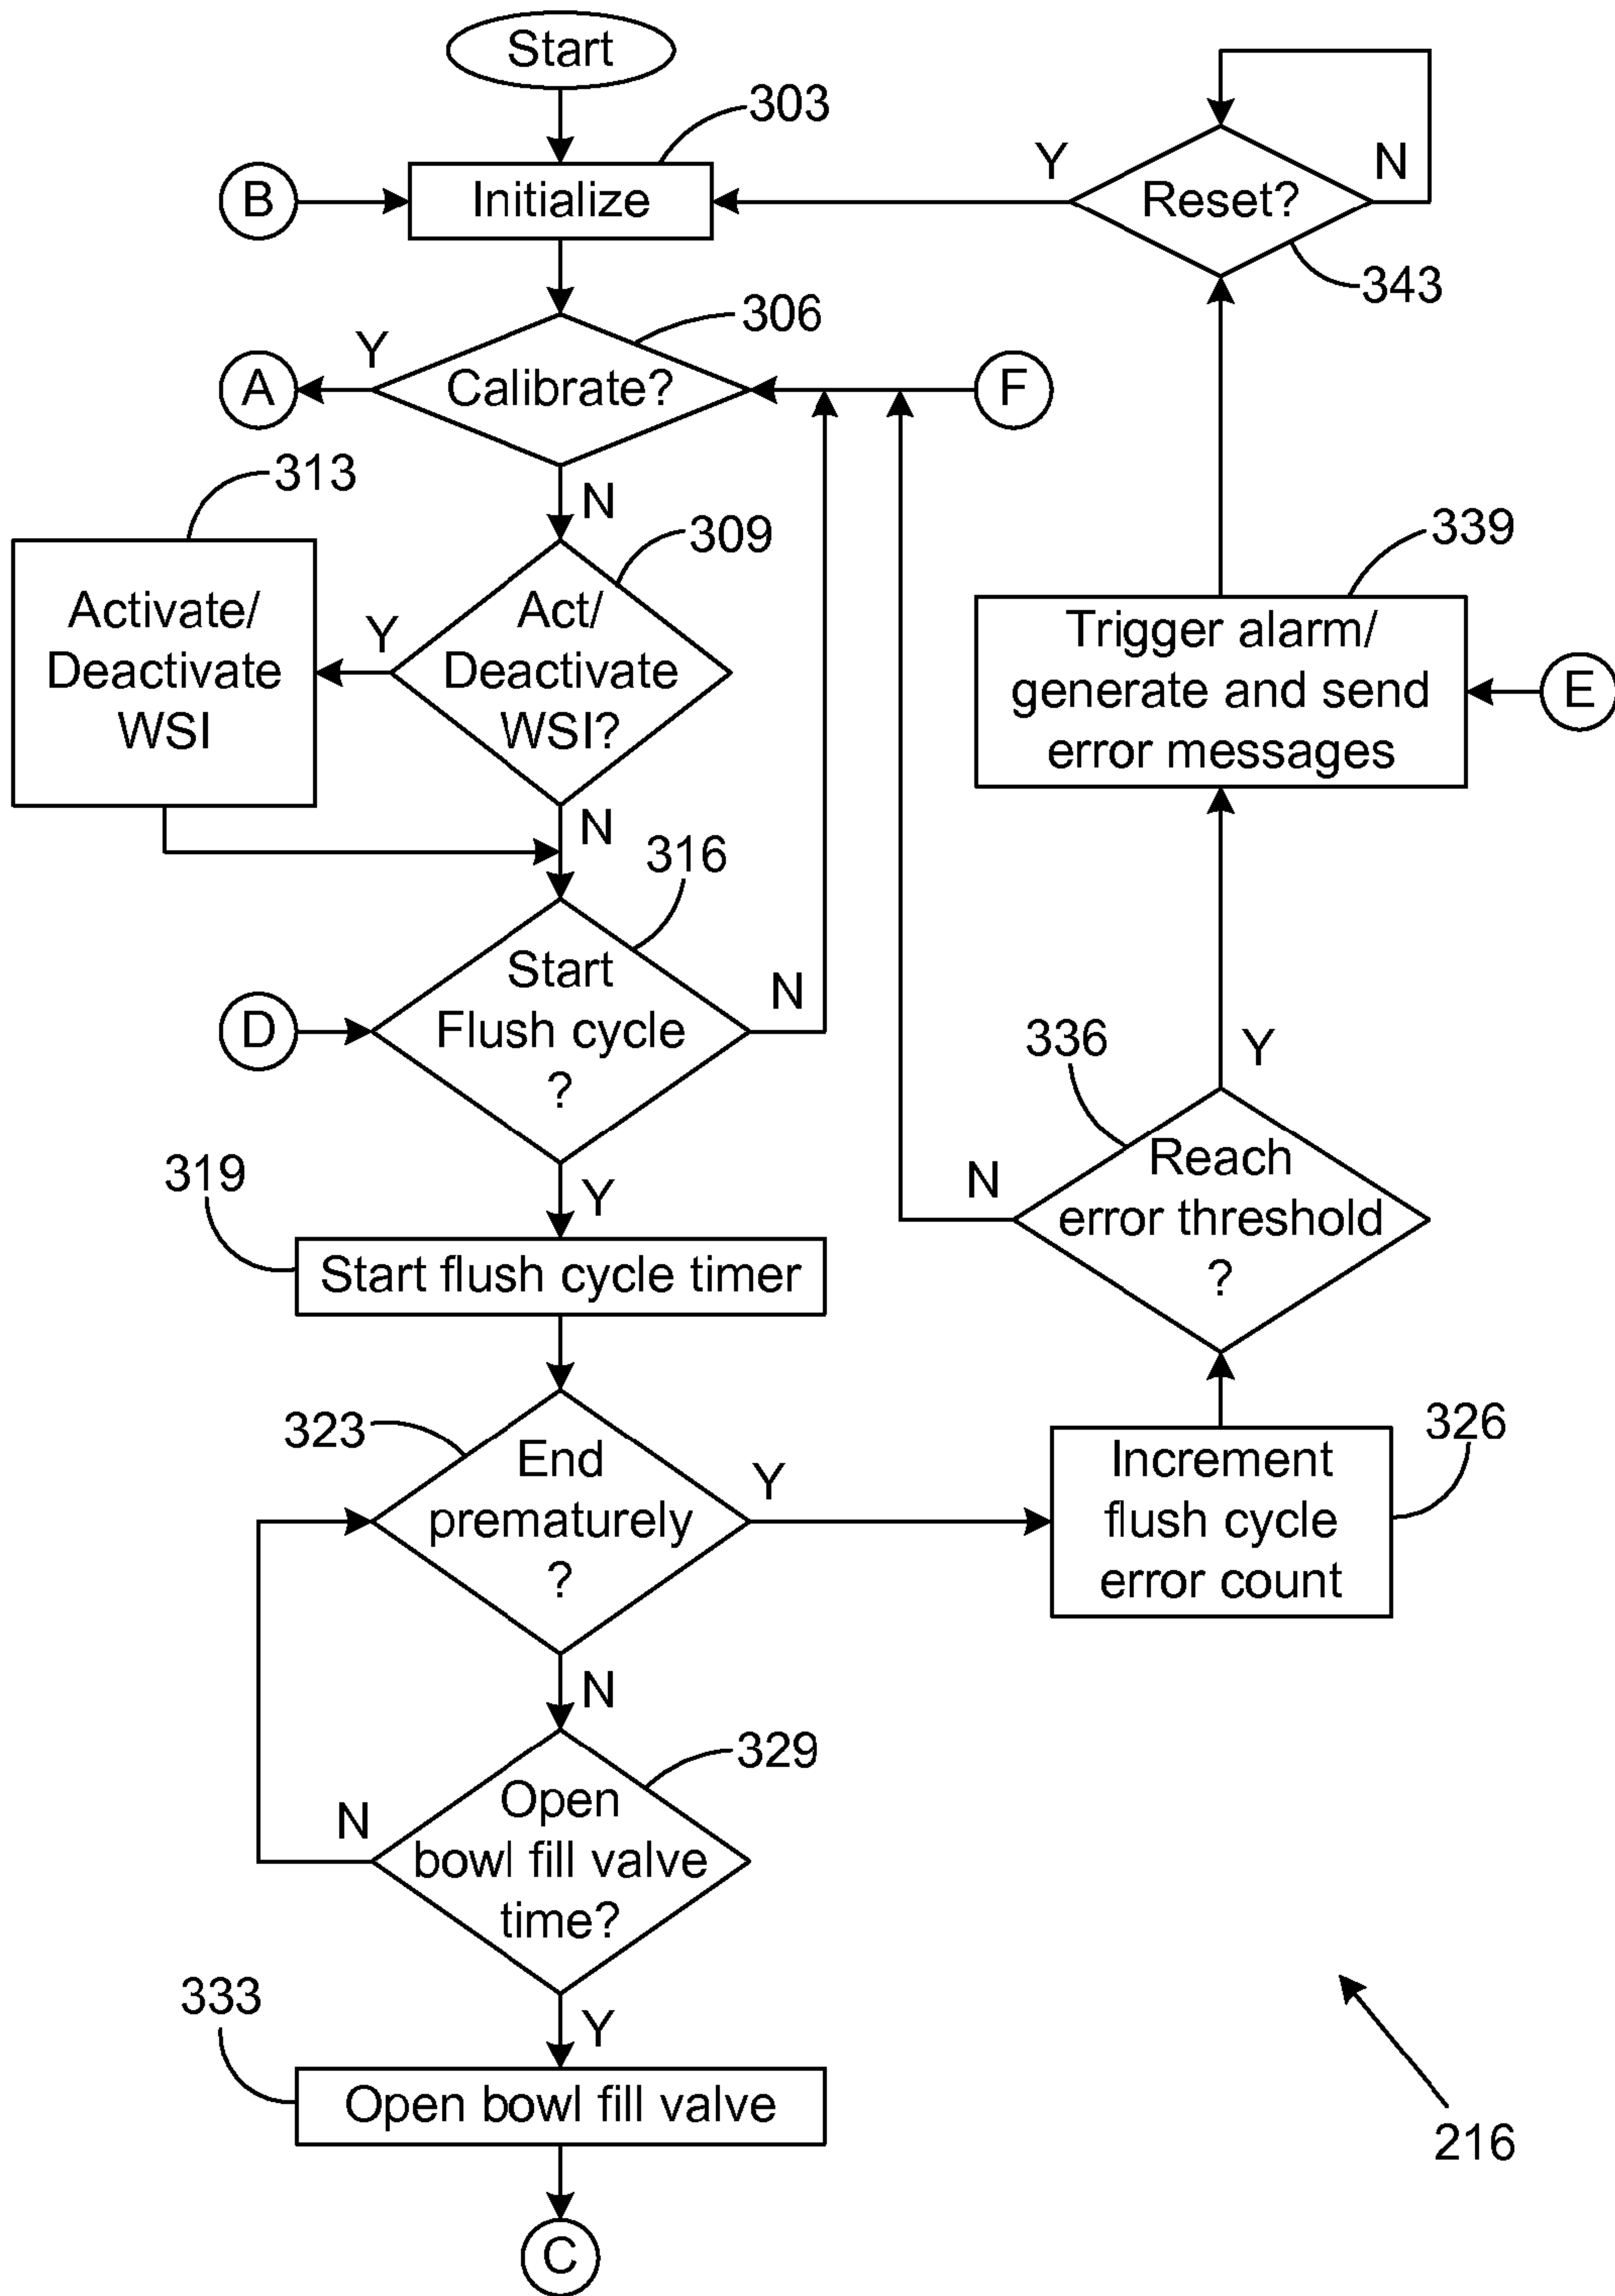 Start
303
B
Initialize
Y
Reset?
N
343
306
Y
A
Calibrate?
F
N
313
309
Activate/
Deactivate
WSI
Y
Act/
Deactivate
WSI?
N
339
Trigger alarm/
generate and send
error messages
E
316
D
Start
Flush cycle
?
N
Y
319
Start flush cycle timer
336
Y
N
Reach
error threshold
?
323
End
prematurely
?
Y
326
Increment
flush cycle
error count
N
329
N
Open
bowl fill valve
time?
Y
333
Open bowl fill valve
C
216